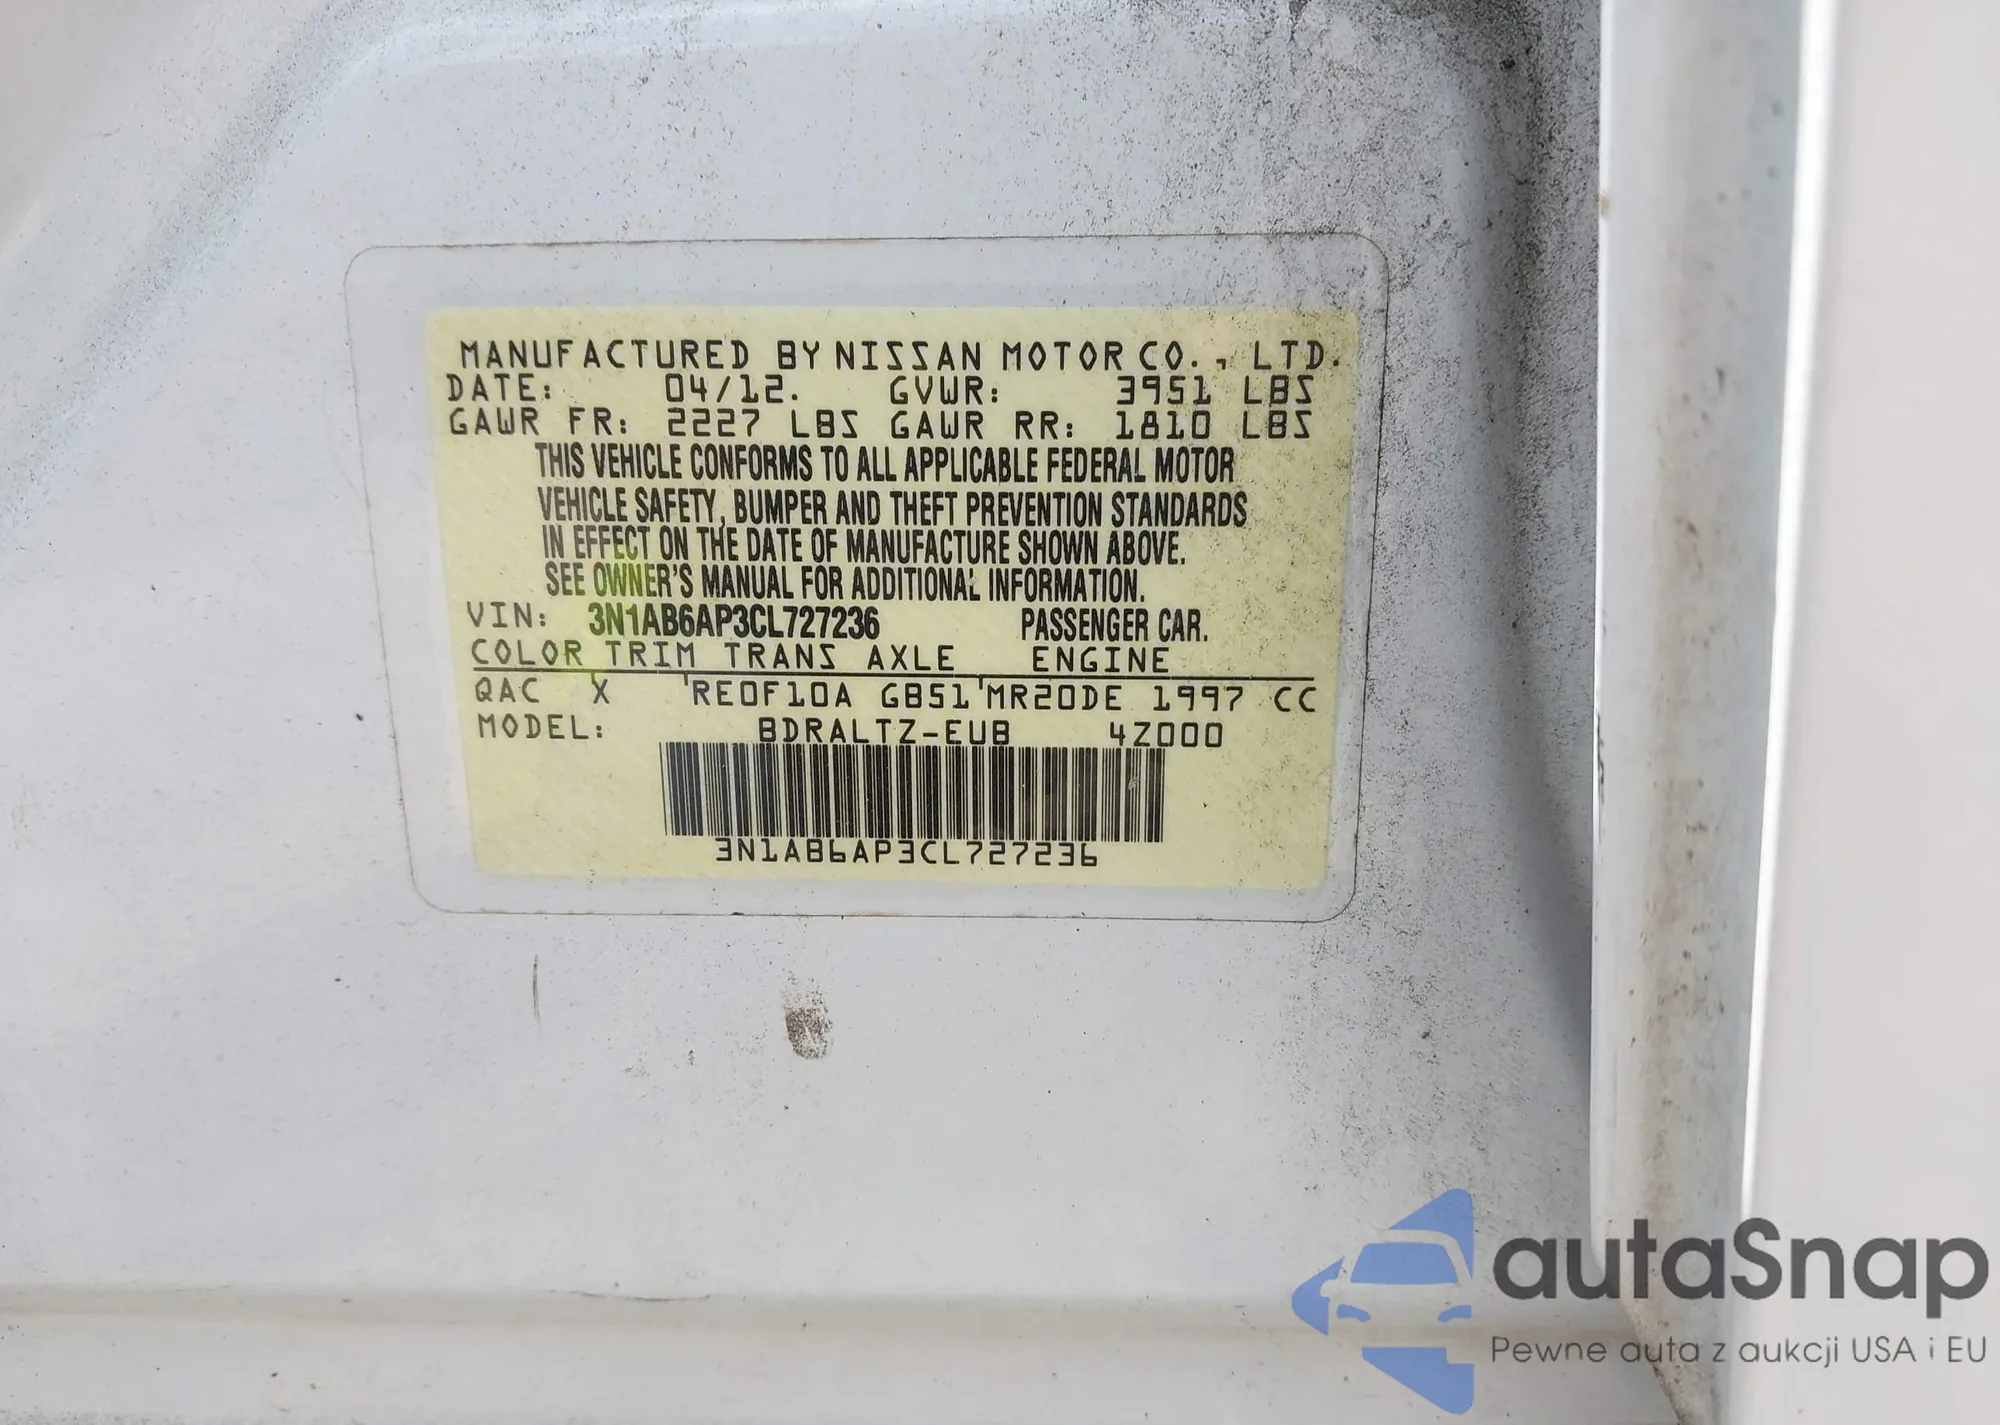 MANUFACTURED BY NISSAN MOTOR CO., LTD.
DATE: 04/12. GVWR: 3951 LBS
GAWR FR: 2227 LBS GAWR RR: 1810 LBS
THIS VEHICLE CONFORMS TO ALL APPLICABLE FEDERAL MOTOR
VEHICLE SAFETY, BUMPER AND THEFT PREVENTION STANDARDS
IN EFFECT ON THE DATE OF MANUFACTURE SHOWN ABOVE.
SEE OWNER'S MANUAL FOR ADDITIONAL INFORMATION.
VIN: 3N1AB6AP3CL727236 PASSENGER CAR.
COLOR TRIM TRANS AXLE ENGINE
QAC X RE0F10A GB51 MR20DE 1997 CC
MODEL: BDRALTZ-EUB 4Z000
3N1AB6AP3CL727236
autaSnap
Pewne auta z aukcji USA i EU